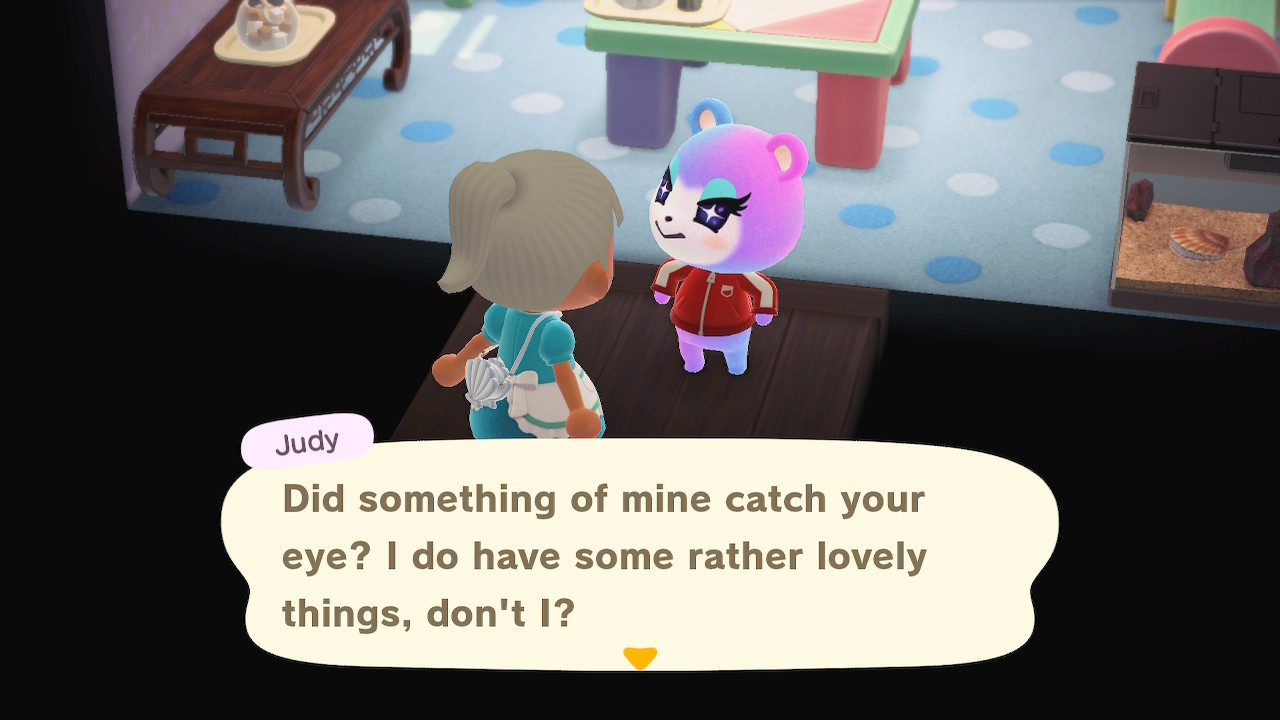 Judy
Did something of mine catch your
eye? I do have some rather lovely
things, don't I?